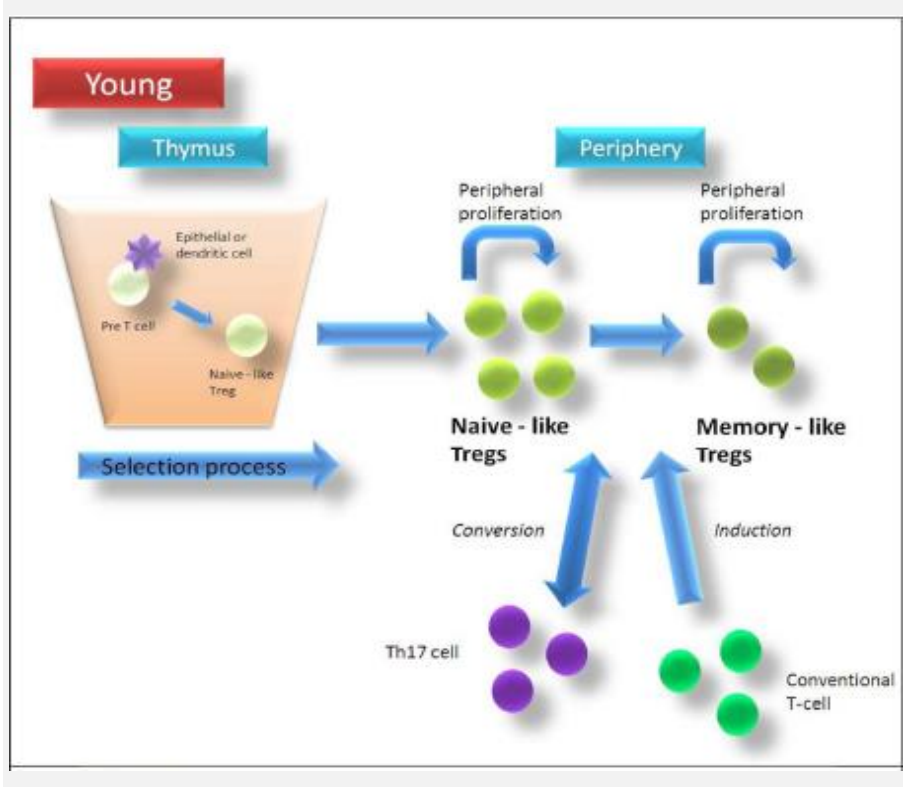 Young
Thymus
Periphery
Peripheral
proliferation
Peripheral
proliferation
Epithelial or
dendritic cell
Pre T cell
Naive - like
Treg
Naive - like
Tregs
Memory - like
Tregs
Selection process
Conversion
Induction
Th17 cell
Conventional
T-cell